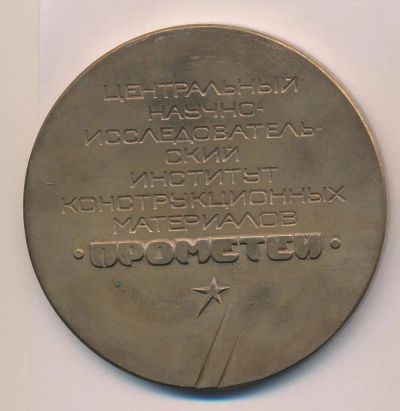 ЦЕНТРАЛЬНЫЙ
НАУЧНО-
ИССЛЕДОВАТЕЛЬ-
СКИЙ
ИНСТИТУТ
КОНСТРУКЦИОННЫХ
МАТЕРИАЛОВ
·ПРОМЕТЕЙ·